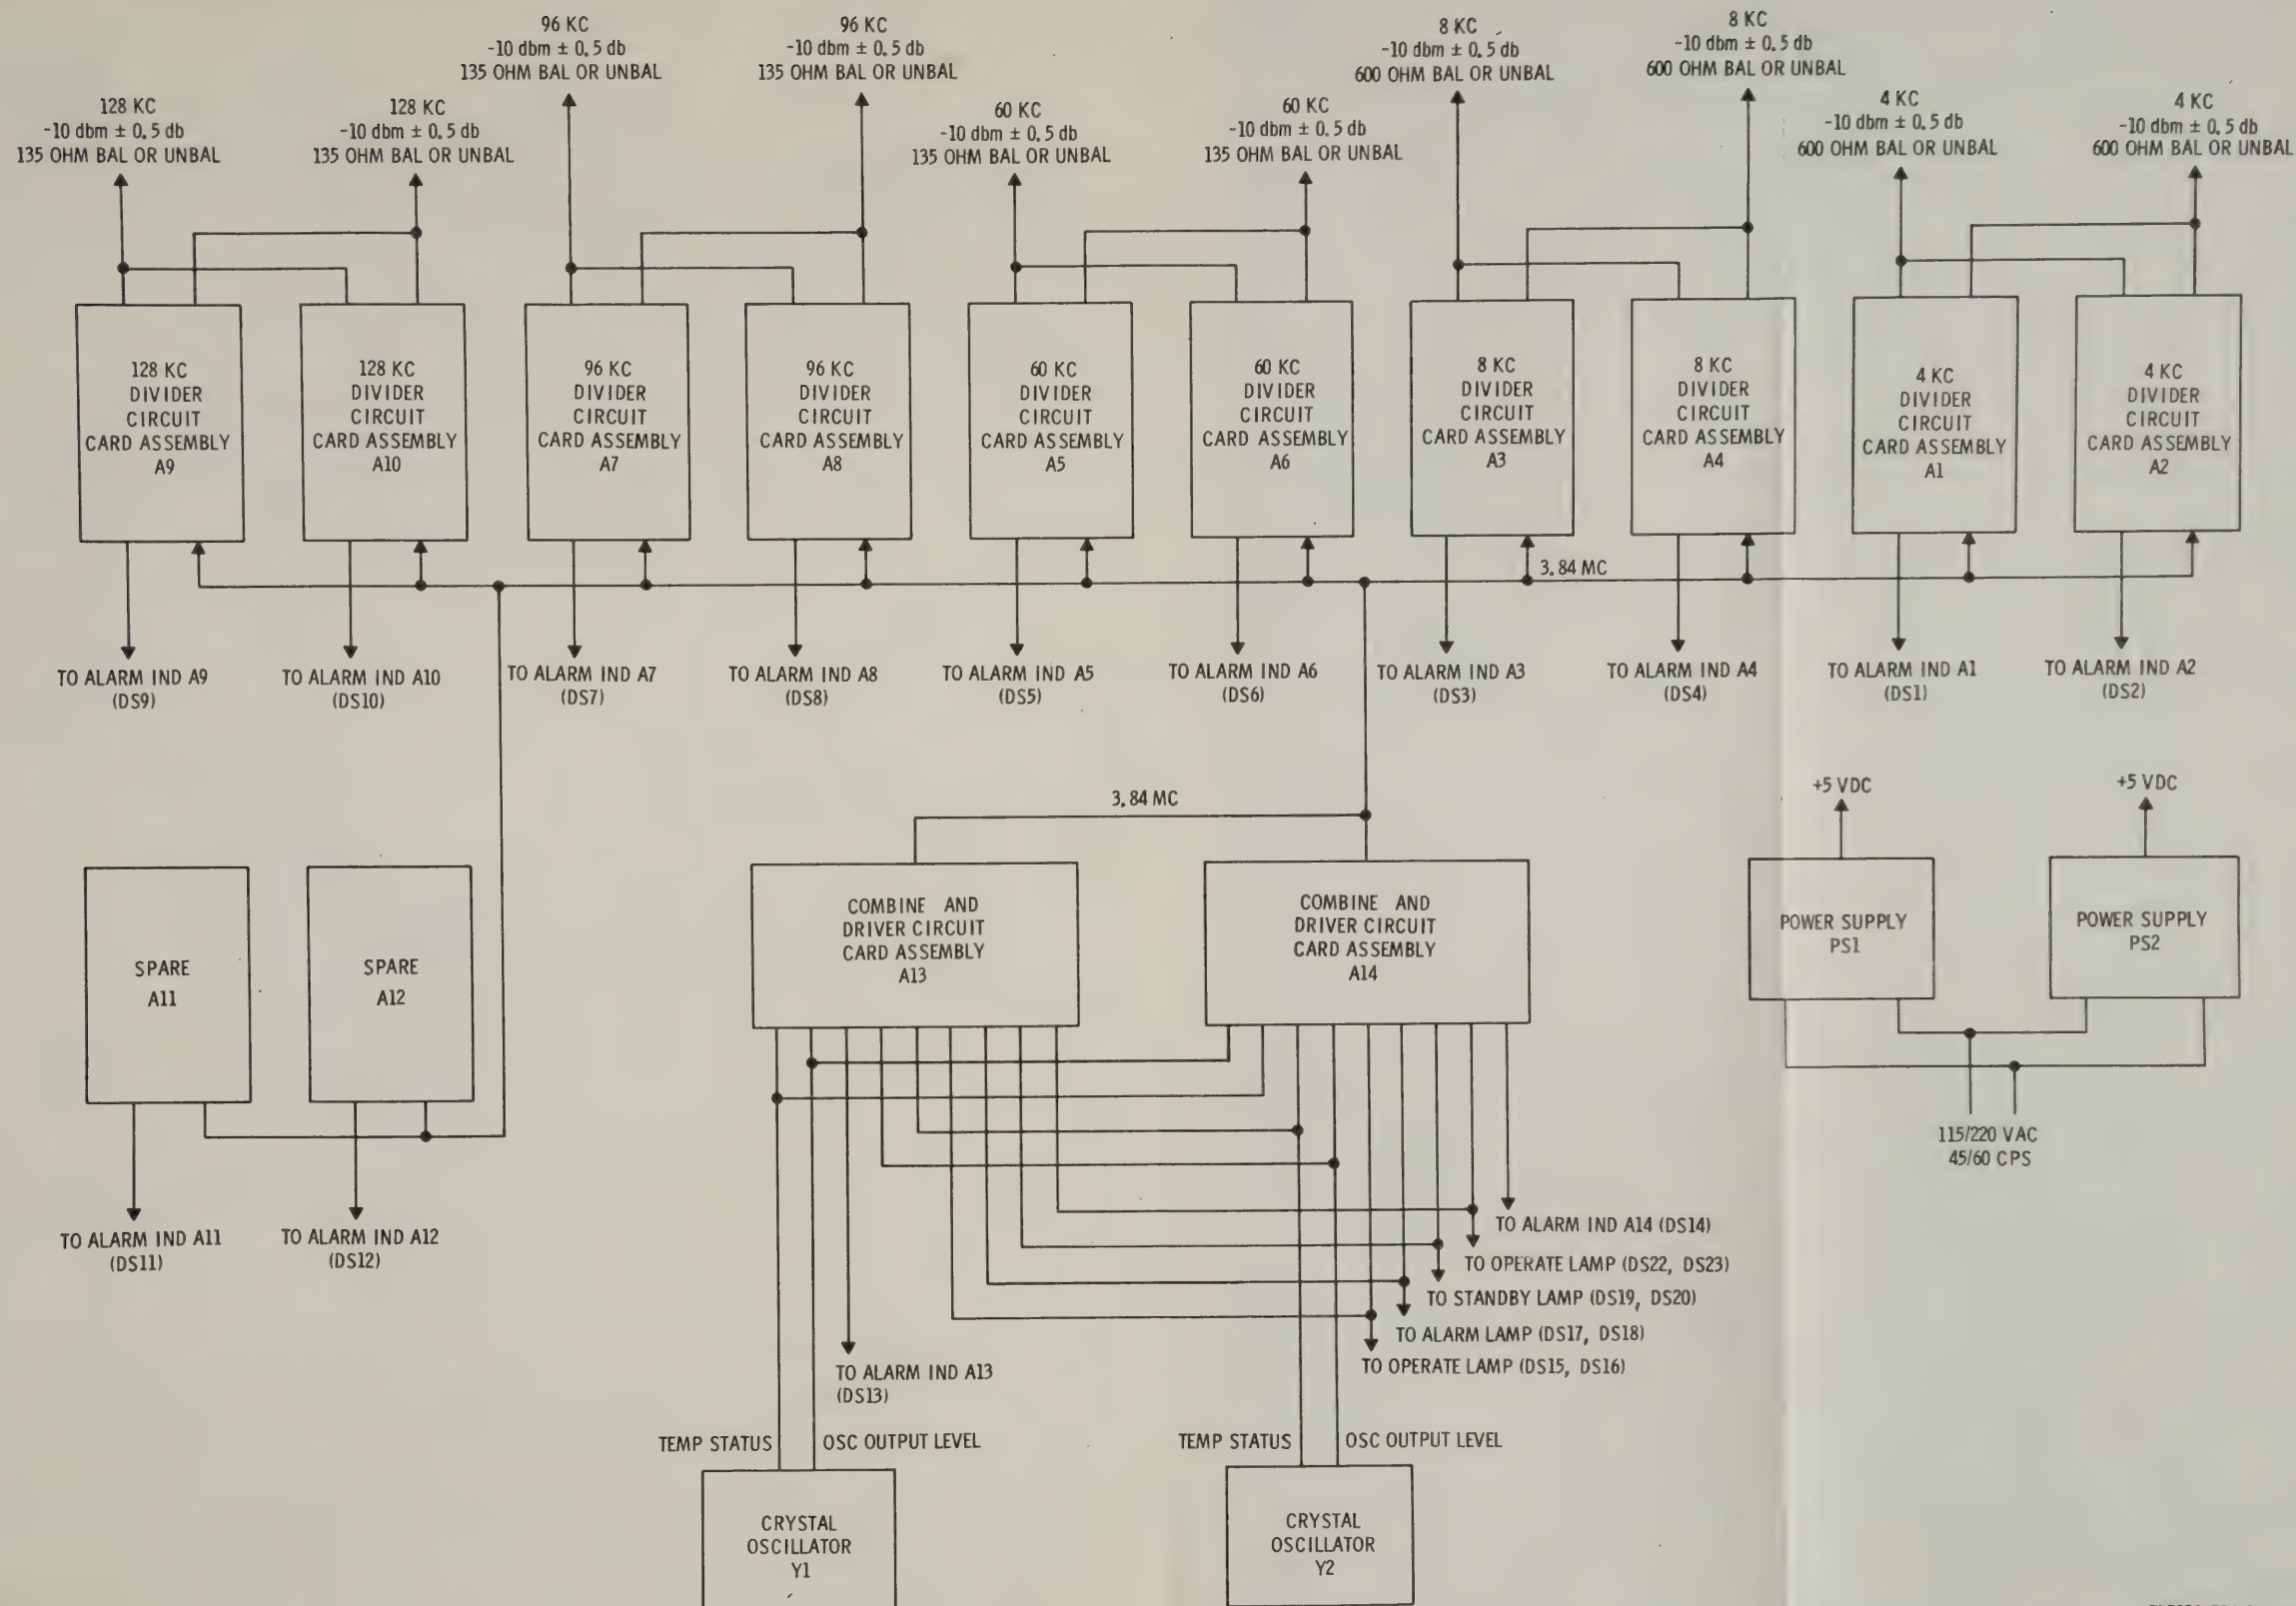 96 KC
-10 dbm ± 0.5 db
135 OHM BAL OR UNBAL
96 KC
-10 dbm ± 0.5 db
135 OHM BAL OR UNBAL
8 KC
-10 dbm ± 0.5 db
600 OHM BAL OR UNBAL
8 KC
-10 dbm ± 0.5 db
600 OHM BAL OR UNBAL
128 KC
-10 dbm ± 0.5 db
135 OHM BAL OR UNBAL
128 KC
-10 dbm ± 0.5 db
135 OHM BAL OR UNBAL
60 KC
-10 dbm ± 0.5 db
135 OHM BAL OR UNBAL
60 KC
-10 dbm ± 0.5 db
135 OHM BAL OR UNBAL
4 KC
-10 dbm ± 0.5 db
600 OHM BAL OR UNBAL
4 KC
-10 dbm ± 0.5 db
600 OHM BAL OR UNBAL
128 KC
DIVIDER
CIRCUIT
CARD ASSEMBLY
A9
128 KC
DIVIDER
CIRCUIT
CARD ASSEMBLY
A10
96 KC
DIVIDER
CIRCUIT
CARD ASSEMBLY
A7
96 KC
DIVIDER
CIRCUIT
CARD ASSEMBLY
A8
60 KC
DIVIDER
CIRCUIT
CARD ASSEMBLY
A5
60 KC
DIVIDER
CIRCUIT
CARD ASSEMBLY
A6
8 KC
DIVIDER
CIRCUIT
CARD ASSEMBLY
A3
8 KC
DIVIDER
CIRCUIT
CARD ASSEMBLY
A4
4 KC
DIVIDER
CIRCUIT
CARD ASSEMBLY
A1
4 KC
DIVIDER
CIRCUIT
CARD ASSEMBLY
A2
3.84 MC
TO ALARM IND A9
(DS9)
TO ALARM IND A10
(DS10)
TO ALARM IND A7
(DS7)
TO ALARM IND A8
(DS8)
TO ALARM IND A5
(DS5)
TO ALARM IND A6
(DS6)
TO ALARM IND A3
(DS3)
TO ALARM IND A4
(DS4)
TO ALARM IND A1
(DS1)
TO ALARM IND A2
(DS2)
3.84 MC
+5 VDC
+5 VDC
SPARE
A11
SPARE
A12
COMBINE AND
DRIVER CIRCUIT
CARD ASSEMBLY
A13
COMBINE AND
DRIVER CIRCUIT
CARD ASSEMBLY
A14
POWER SUPPLY
PS1
POWER SUPPLY
PS2
115/220 VAC
45/60 CPS
TO ALARM IND A11
(DS11)
TO ALARM IND A12
(DS12)
TO ALARM IND A14 (DS14)
TO OPERATE LAMP (DS22, DS23)
TO STANDBY LAMP (DS19, DS20)
TO ALARM LAMP (DS17, DS18)
TO OPERATE LAMP (DS15, DS16)
TO ALARM IND A13
(DS13)
TEMP STATUS
OSC OUTPUT LEVEL
TEMP STATUS
OSC OUTPUT LEVEL
CRYSTAL
OSCILLATOR
Y1
CRYSTAL
OSCILLATOR
Y2